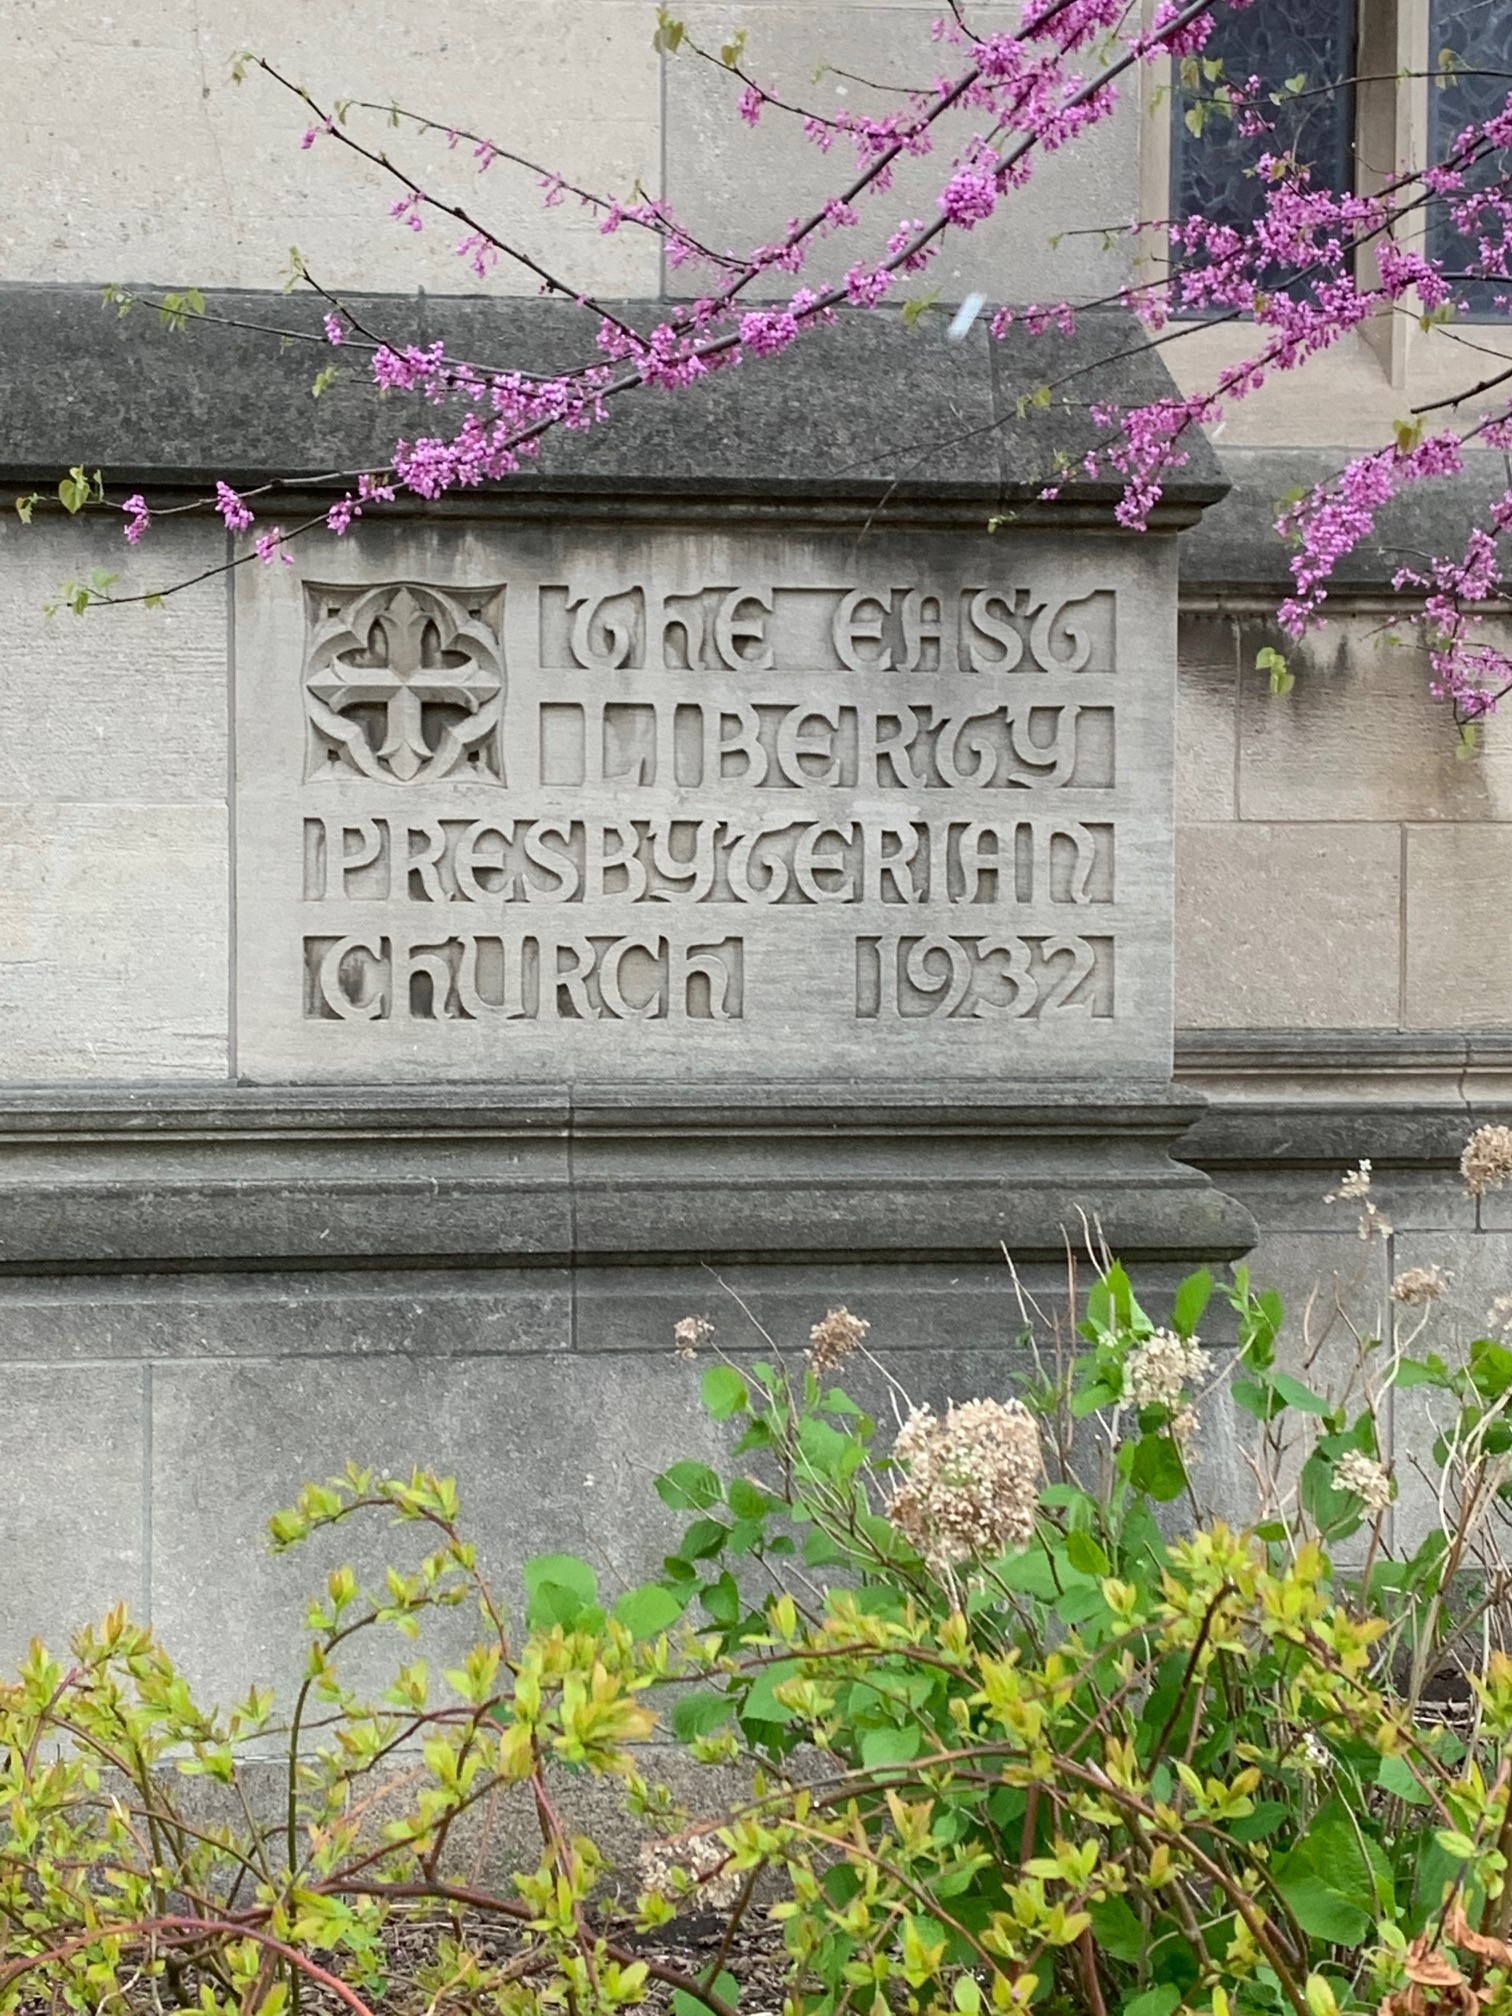 THE EAST
LIBERTY
PRESBYTERIAN
CHURCH 1932